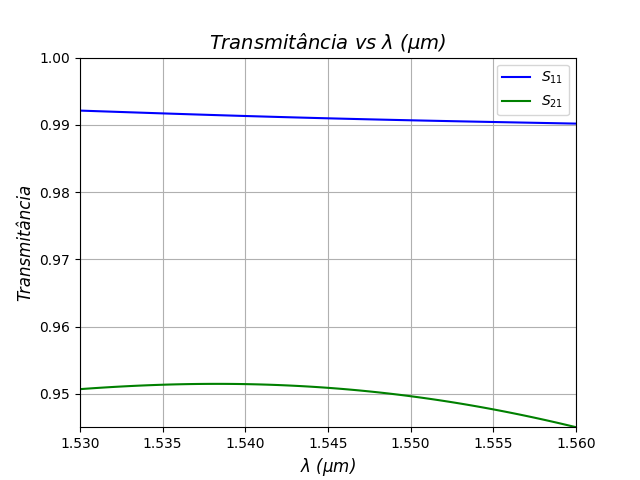 Transmitância vs λ (μm)
S11
S21
1.00
0.99
0.98
0.97
0.96
0.95
Transmitância
1.530 1.535 1.540 1.545 1.550 1.555 1.560
λ (μm)